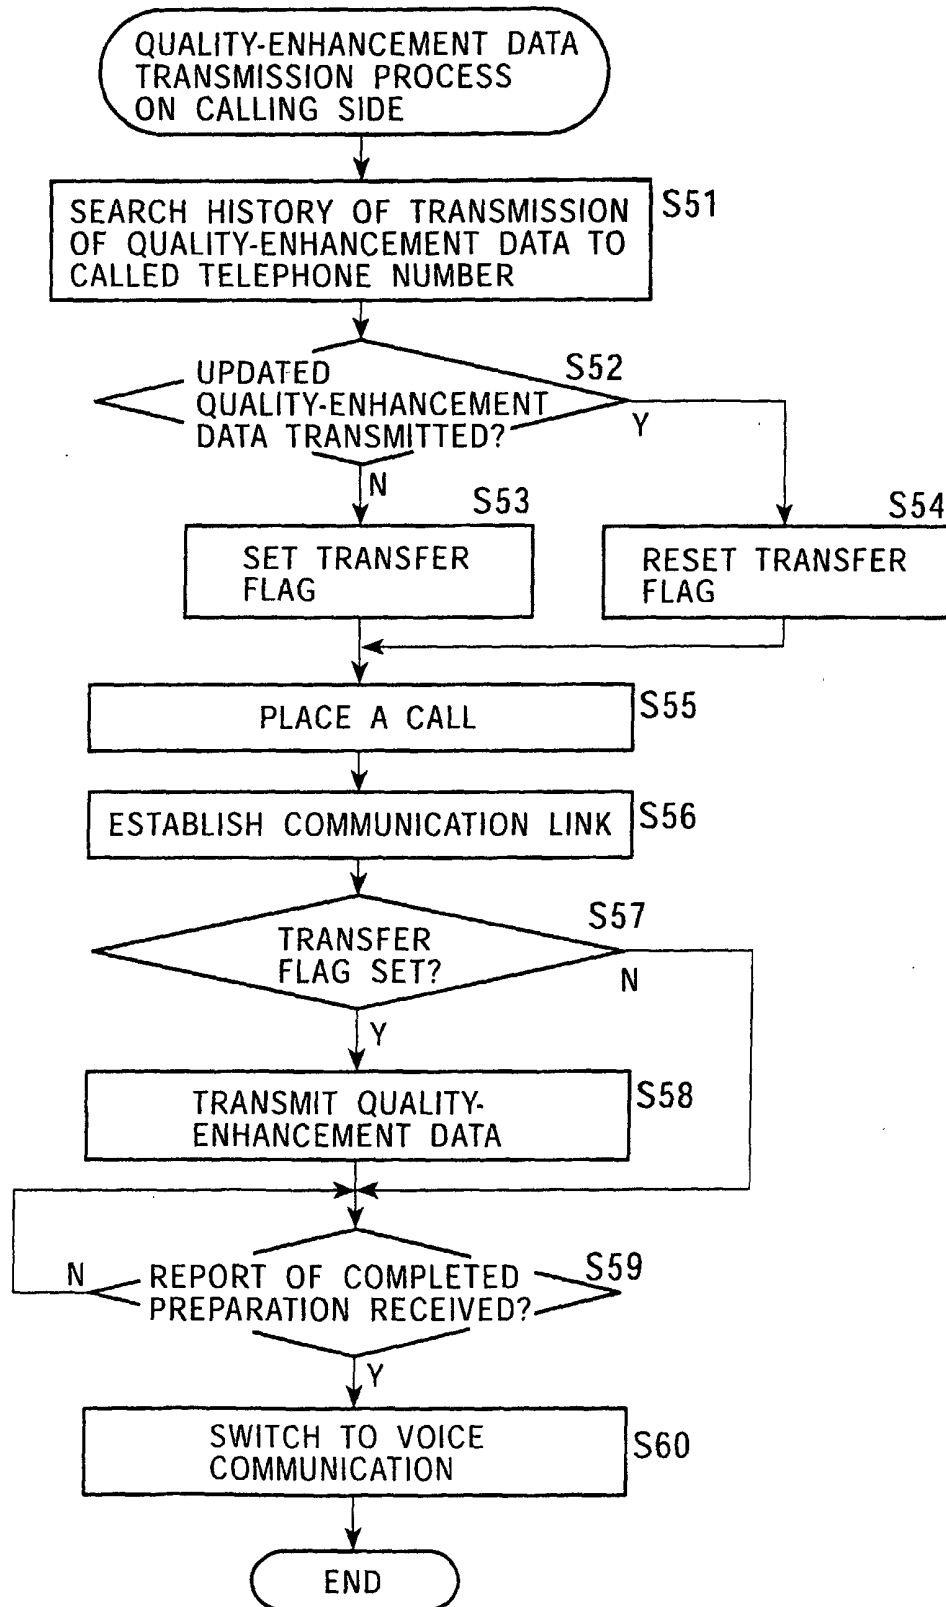 QUALITY-ENHANCEMENT DATA
TRANSMISSION PROCESS
ON CALLING SIDE
SEARCH HISTORY OF TRANSMISSION
OF QUALITY-ENHANCEMENT DATA TO
CALLED TELEPHONE NUMBER
S51
UPDATED
QUALITY-ENHANCEMENT
DATA TRANSMITTED?
S52
Y
N
S53
SET TRANSFER
FLAG
S54
RESET TRANSFER
FLAG
PLACE A CALL
S55
ESTABLISH COMMUNICATION LINK
S56
S57
TRANSFER
FLAG SET?
N
Y
TRANSMIT QUALITY-
ENHANCEMENT DATA
S58
N
REPORT OF COMPLETED
PREPARATION RECEIVED?
S59
Y
SWITCH TO VOICE
COMMUNICATION
S60
END